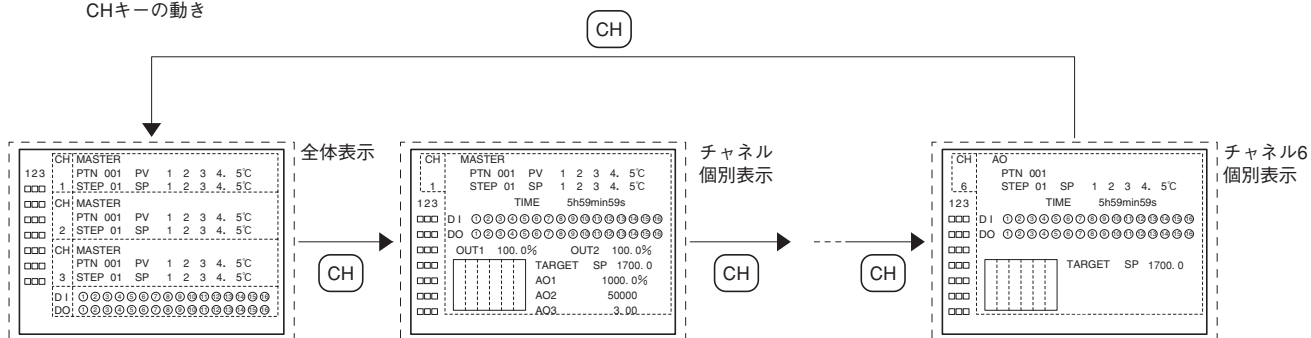 CHキーの動き
CH
全体表示
123
CH MASTER
PTN 001 PV 1 2 3 4. 5℃
1 STEP 01 SP 1 2 3 4. 5℃
CH MASTER
PTN 001 PV 1 2 3 4. 5℃
2 STEP 01 SP 1 2 3 4. 5℃
CH MASTER
PTN 001 PV 1 2 3 4. 5℃
3 STEP 01 SP 1 2 3 4. 5℃
DI ①②③④⑤⑥⑦⑧⑨⑩⑪⑫⑬⑭⑮⑯
DO ①②③④⑤⑥⑦⑧⑨⑩⑪⑫⑬⑭⑮⑯
CH
チャネル
個別表示
CH MASTER
PTN 001 PV 1 2 3 4. 5℃
1 STEP 01 SP 1 2 3 4. 5℃
123 TIME 5h59min59s
DI ①②③④⑤⑥⑦⑧⑨⑩⑪⑫⑬⑭⑮⑯
DO ①②③④⑤⑥⑦⑧⑨⑩⑪⑫⑬⑭⑮⑯
OUT1 100.0% OUT2 100.0%
TARGET SP 1700.0
AO1 1000.0%
AO2 50000
AO3 3.00
CH
CH
チャネル6
個別表示
CH AO
PTN 001
6 STEP 01 SP 1 2 3 4. 5℃
123 TIME 5h59min59s
DI ①②③④⑤⑥⑦⑧⑨⑩⑪⑫⑬⑭⑮⑯
DO ①②③④⑤⑥⑦⑧⑨⑩⑪⑫⑬⑭⑮⑯
TARGET SP 1700.0